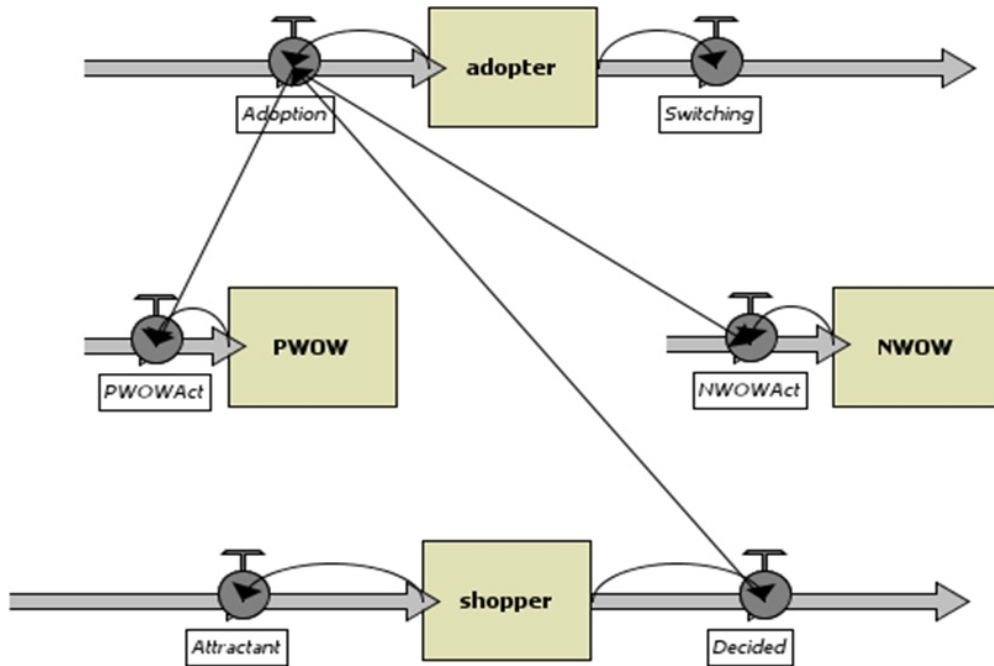 adopter
Adoption
Switching
PWOW
NWOW
PWOWAct
NWOWAct
shopper
Attractant
Decided